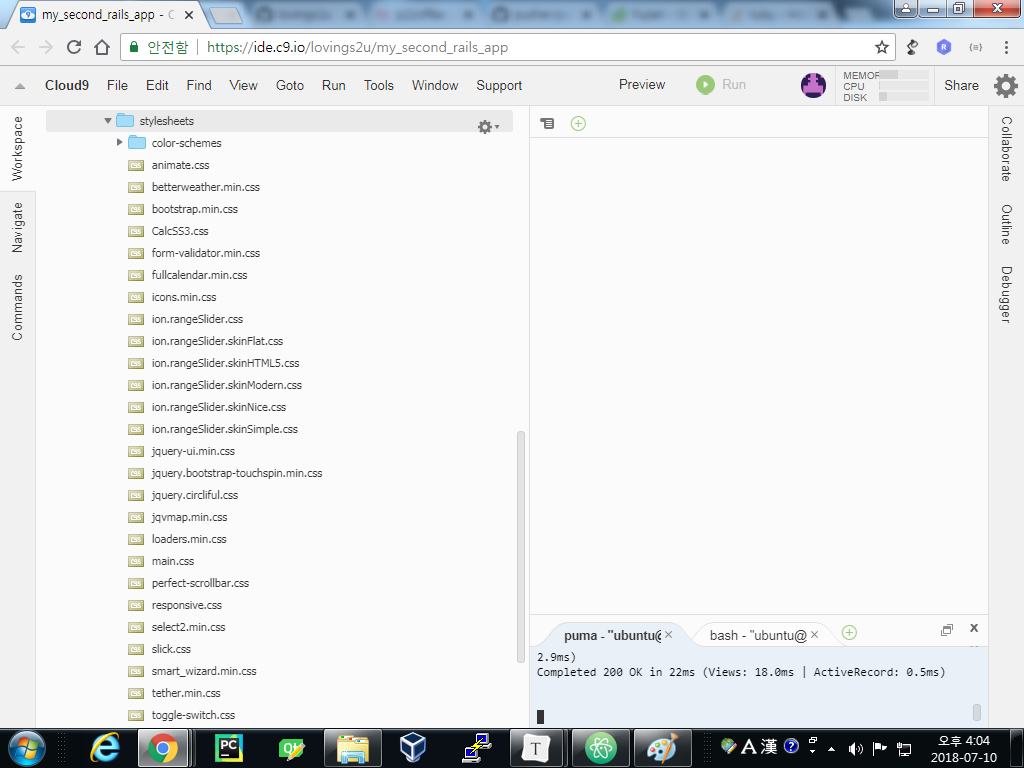 my_second_rails_app - C
안전함 https://ide.c9.io/lovings2u/my_second_rails_app
Cloud9 File Edit Find View Goto Run Tools Window Support Preview Run MEMOR CPU DISK Share
Workspace
Navigate
Commands
stylesheets
color-schemes
animate.css
betterweather.min.css
bootstrap.min.css
CalcSS3.css
form-validator.min.css
fullcalendar.min.css
icons.min.css
ion.rangeSlider.css
ion.rangeSlider.skinFlat.css
ion.rangeSlider.skinHTML5.css
ion.rangeSlider.skinModern.css
ion.rangeSlider.skinNice.css
ion.rangeSlider.skinSimple.css
jquery-ui.min.css
jquery.bootstrap-touchspin.min.css
jquery.circliful.css
jqvmap.min.css
loaders.min.css
main.css
perfect-scrollbar.css
responsive.css
select2.min.css
slick.css
smart_wizard.min.css
tether.min.css
toggle-switch.css
Collaborate
Outline
Debugger
puma - "ubuntu@ bash - "ubuntu@
2.9ms)
Completed 200 OK in 22ms (Views: 18.0ms | ActiveRecord: 0.5ms)
A 漢
오후 4:04
2018-07-10